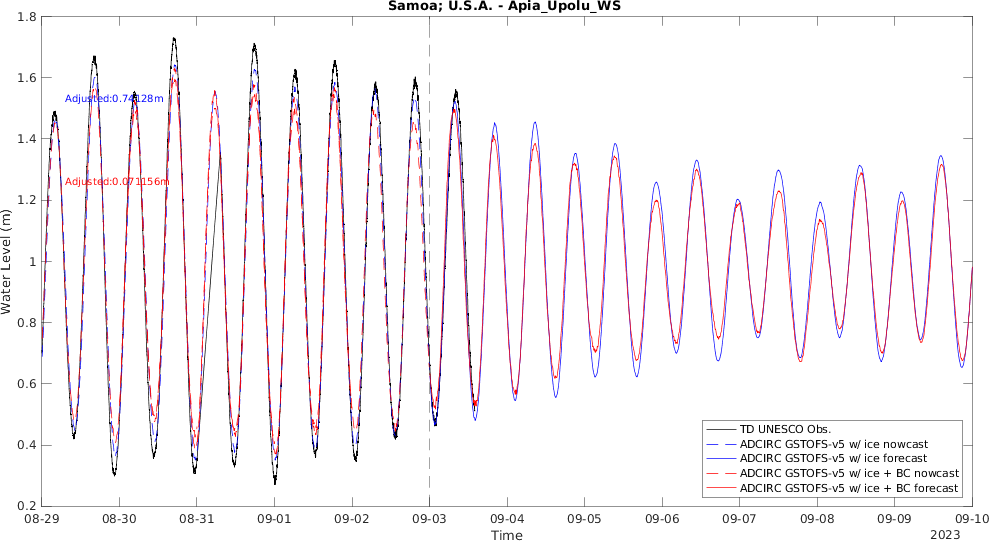 Samoa; U.S.A. - Apia_Upolu_WS
1.8
1.6
1.4
1.2
1
0.8
0.6
0.4
0.2
Water Level (m)
Adjusted:0.74128m
Adjusted:0.071156m
TD UNESCO Obs.
ADCIRC GSTOFS-v5 w/ ice nowcast
ADCIRC GSTOFS-v5 w/ ice forecast
ADCIRC GSTOFS-v5 w/ ice + BC nowcast
ADCIRC GSTOFS-v5 w/ ice + BC forecast
08-29 08-30 08-31 09-01 09-02 09-03 09-04 09-05 09-06 09-07 09-08 09-09 09-10
Time
2023